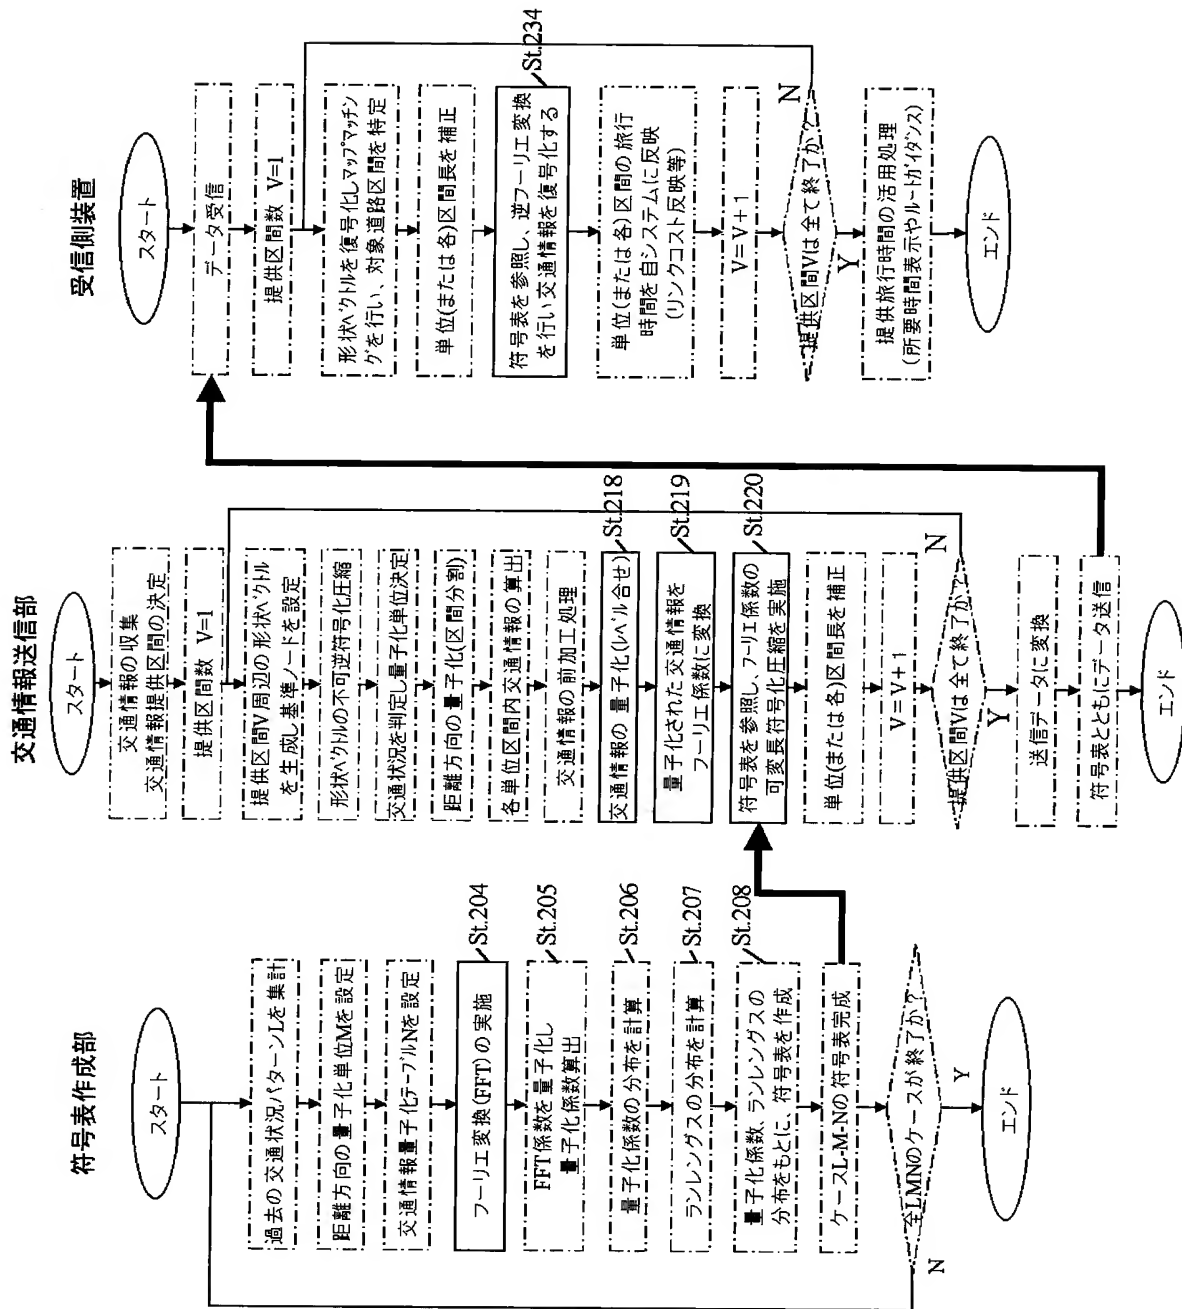 符号表作成部
スタート
過去の交通状況パターンLを集計
距離方向の量子化単位Mを設定
交通情報量子化テーブルNを設定
フーリエ変換(FFT)の実施
St.204
FFT係数を量子化し
量子化係数算出
St.205
量子化係数の分布を計算
St.206
ランレングスの分布を計算
St.207
量子化係数、ランレングスの
分布をもとに、符号表を作成
St.208
ケースL-M-Nの符号表完成
全LMNのケースが終了か?
N
Y
エンド
交通情報送信部
スタート
交通情報の収集
交通情報提供区間の決定
提供区間数 V=1
提供区間V周辺の形状ベクトル
を生成し基準ノードを設定
形状ベクトルの不可逆符号化圧縮
交通状況を判定し量子化単位決定
距離方向の量子化(区間分割)
各単位区間内交通情報の算出
交通情報の前加工処理
交通情報の量子化(レベル合せ)
St.218
量子化された交通情報を
フーリエ係数に変換
St.219
符号表を参照し、フーリエ係数の
可変長符号化圧縮を実施
St.220
単位(または各)区間長を補正
V=V+1
提供区間Vは全て終了か?
N
Y
送信データに変換
符号表とともにデータ送信
エンド
受信側装置
スタート
データ受信
提供区間数 V=1
形状ベクトルを復号化しマップマッチン
グを行い、対象道路区間を特定
単位(または各)区間長を補正
符号表を参照し、逆フーリエ変換
を行い交通情報を復号化する
St.234
単位(または各)区間の旅行
時間を自システムに反映
(リンクコスト反映等)
V=V+1
提供区間Vは全て終了か?
N
Y
提供旅行時間の活用処理
(所要時間表示やルートガイダンス)
エンド